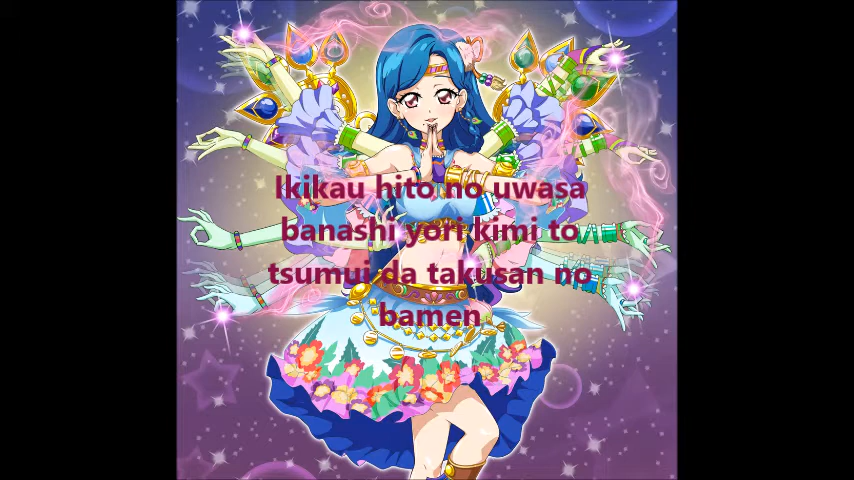 Ikikau hito no uwasa
banashi yori kimi to
tsumui da takusan no
bamen